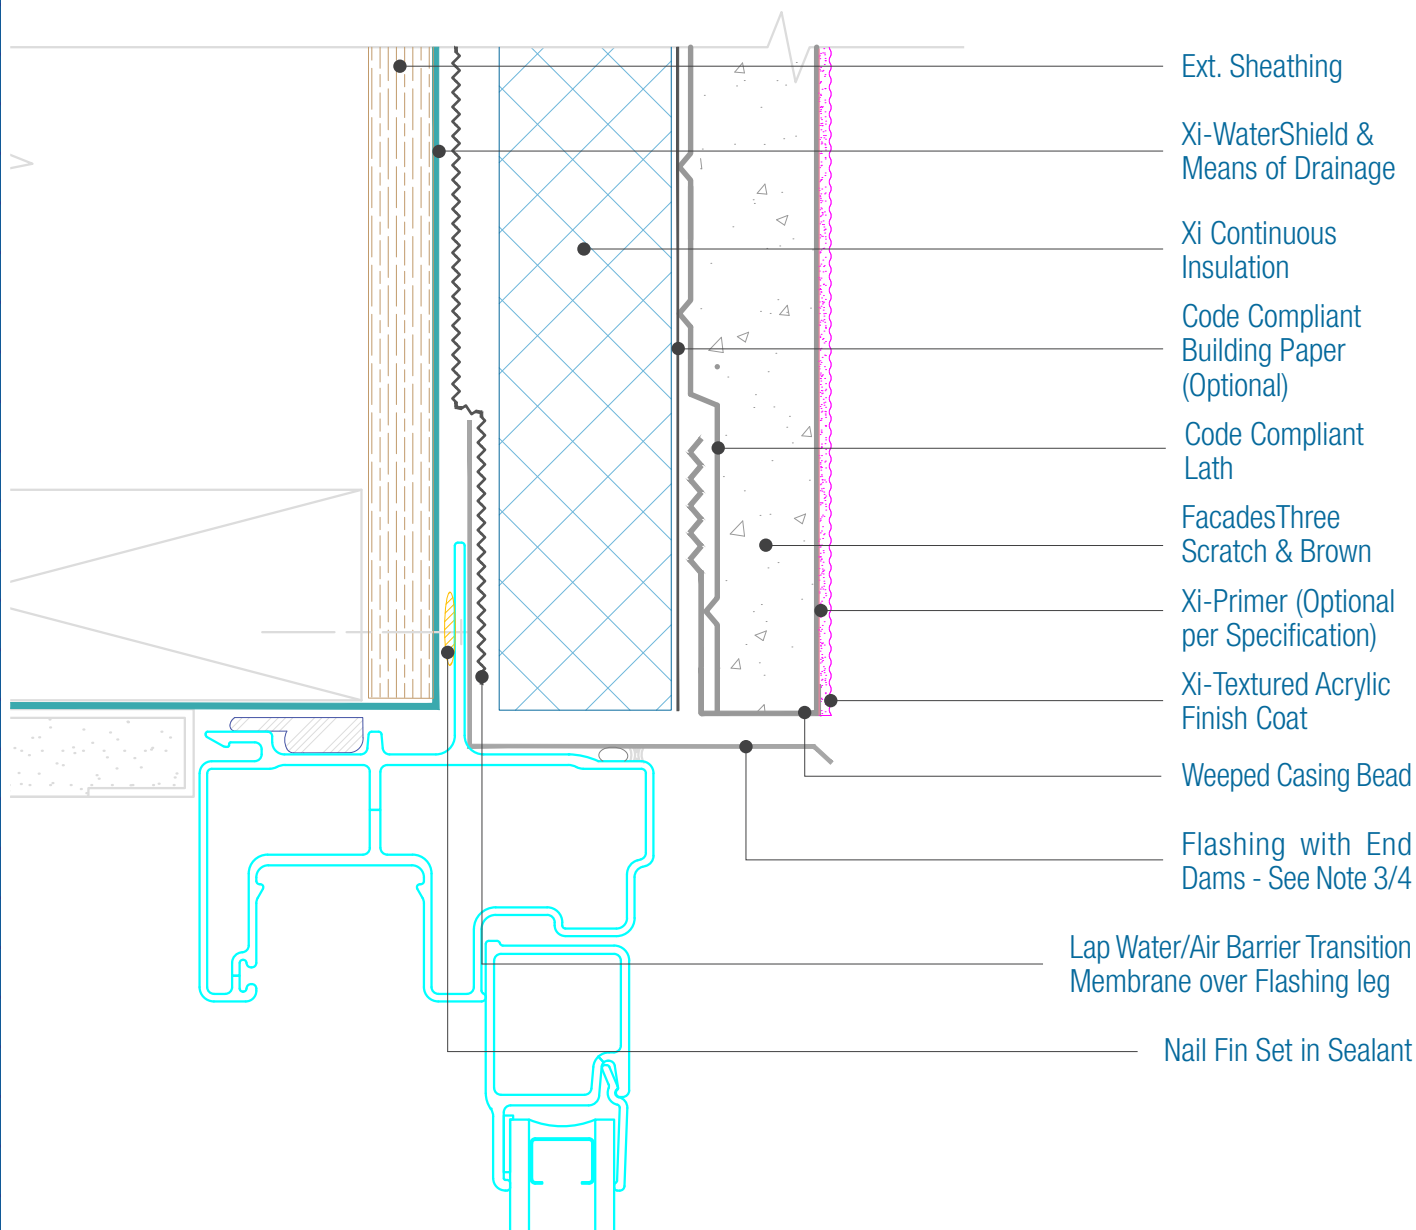 Ext. Sheathing
Xi-WaterShield &
Means of Drainage
Xi Continuous
Insulation
Code Compliant
Building Paper
(Optional)
Code Compliant
Lath
FacadesThree
Scratch & Brown
Xi-Primer (Optional
per Specification)
Xi-Textured Acrylic
Finish Coat
Weeped Casing Bead
Flashing with End
Dams - See Note 3/4
Lap Water/Air Barrier Transition
Membrane over Flashing leg
Nail Fin Set in Sealant